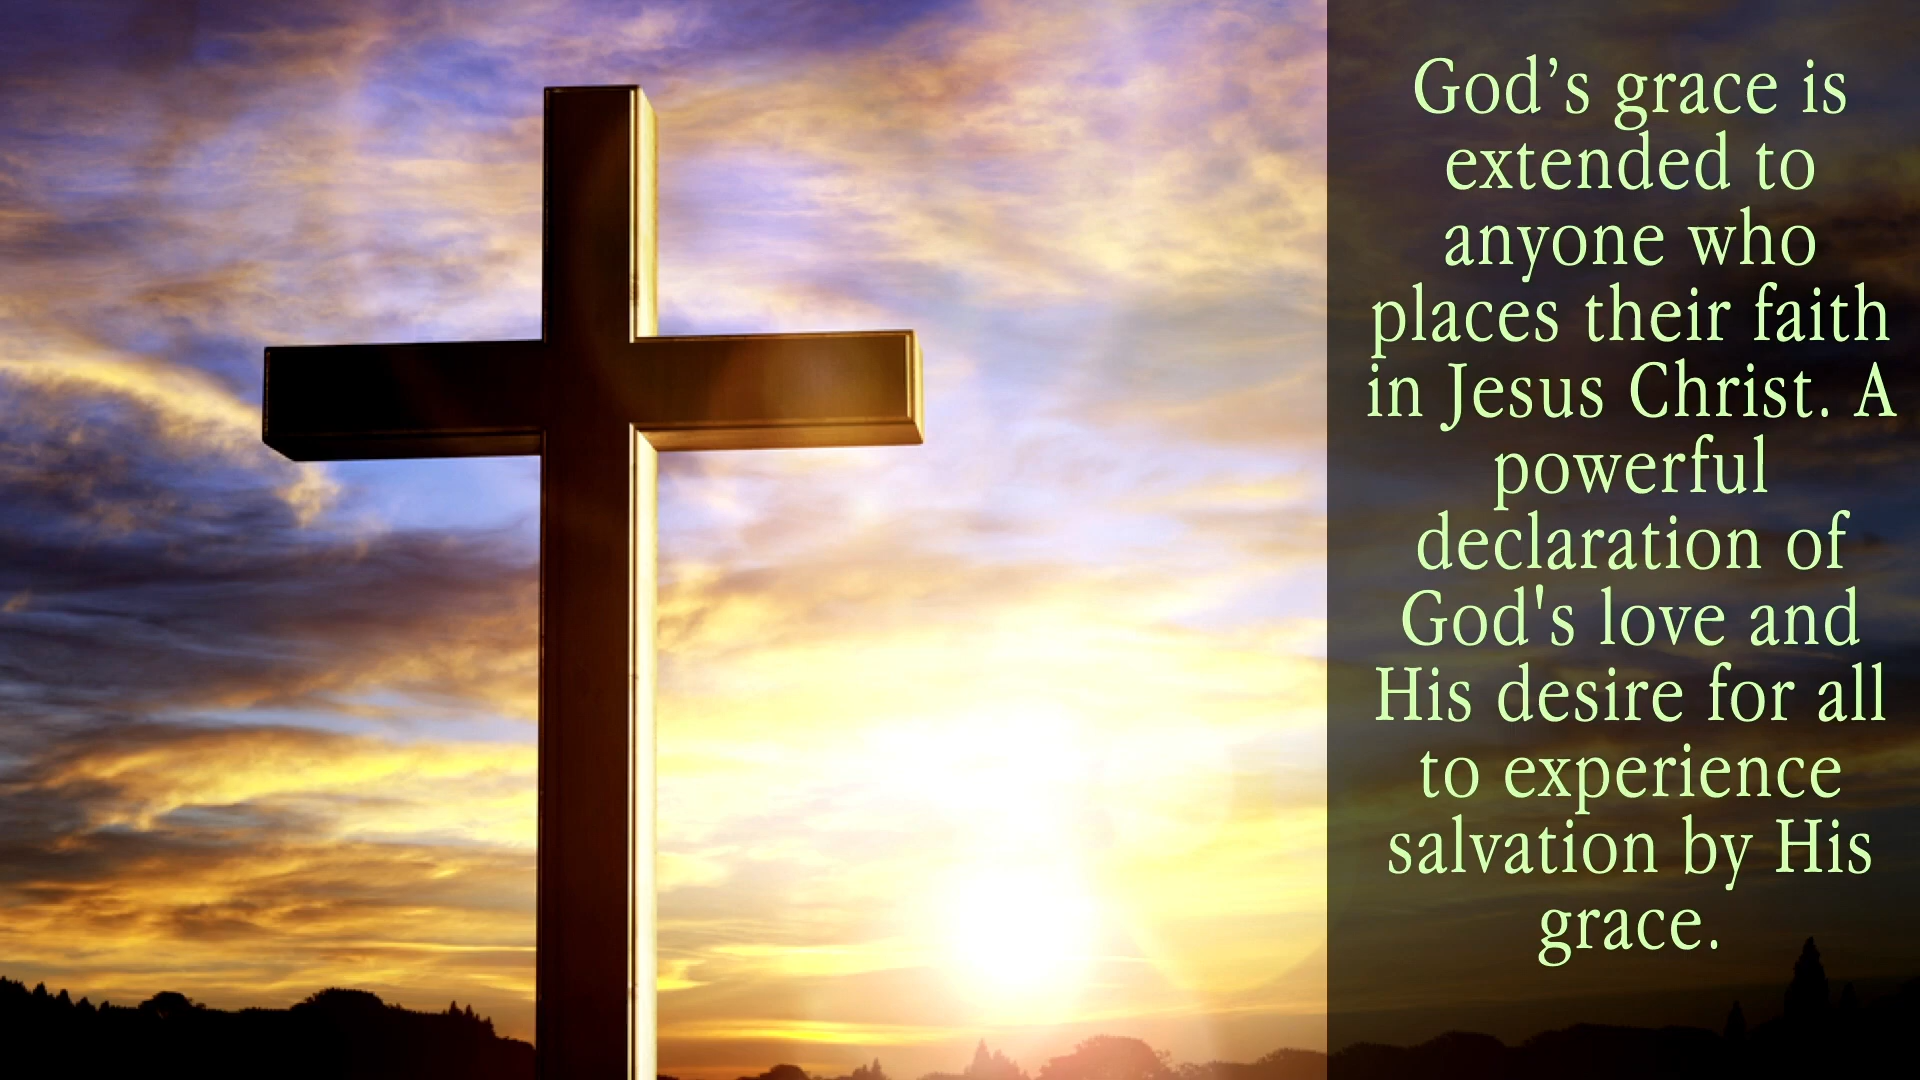 God’s grace is
extended to
anyone who
places their faith
in Jesus Christ. A
powerful
declaration of
God's love and
His desire for all
to experience
salvation by His
grace.